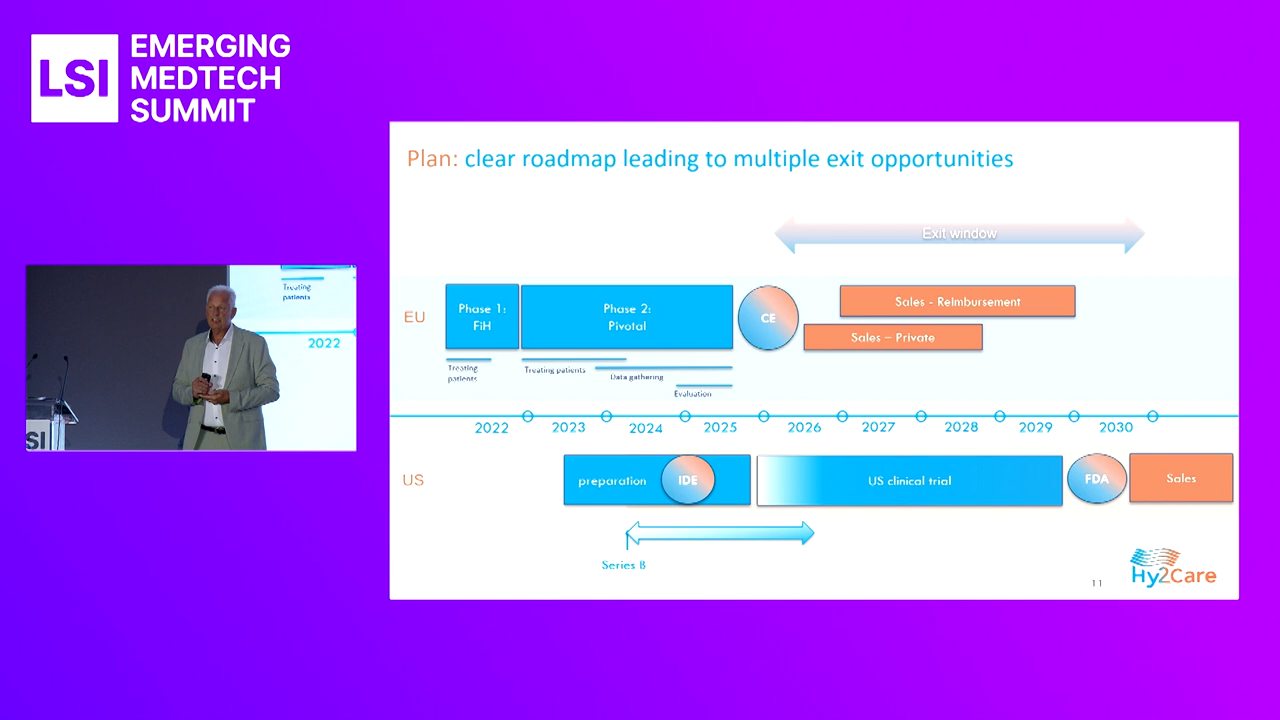 LSI
EMERGING
MEDTECH
SUMMIT
Plan: clear roadmap leading to multiple exit opportunities
Exit window
EU
Phase 1:
FiH
Phase 2:
Pivotal
CE
Sales - Reimbursement
Sales – Private
Treating
patients
Treating patients
Data gathering
Evaluation
2022
2023
2024
2025
2026
2027
2028
2029
2030
US
preparation
IDE
US clinical trial
FDA
Sales
Series B
11
Hy2Care
Treating
patients
2022
SI